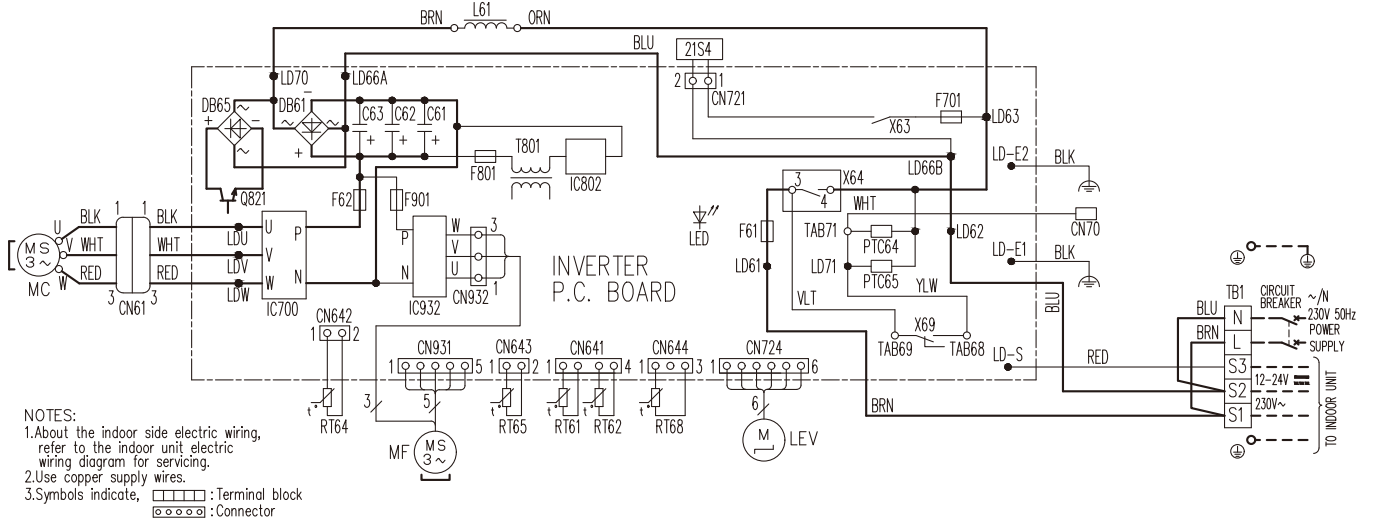 BRN L61 ORN
BLU
21S4
2 1
CN721
LD70 LD66A
DB65 DB61
C63 C62 C61
F701
X63
LD63
T801
F801
IC802
LD66B
LD-E2 BLK
Q821
F62 F901
3 X64
4
WHT
LED
F61
TAB71
PTC64
LD62
CN70
LD61
LD71
PTC65
LD-E1 BLK
YLW
VLT
X69
TAB69 TAB68
BLU
LD-S
RED
BRN
MS
3~
MC
U
V
W
BLK
WHT
RED
1 1
3 3
CN61
BLK
WHT
RED
LDU
LDV
LDW
U
V
W
P
N
IC700
P
N
IC932
W
V
U
3
1
CN932
INVERTER
P.C. BOARD
CN642
1 2
RT64
CN931
1 5
3
5
MF
MS
3~
CN643
1 2
RT65
CN641
1 4
RT61 RT62
CN644
1 3
RT68
CN724
1 6
6
M
LEV
TB1
N
L
S3
S2
S1
BLU
BRN
CIRCUIT
BREAKER
~/N
230V 50Hz
POWER
SUPPLY
12-24V
230V~
TO INDOOR UNIT
NOTES:
1.About the indoor side electric wiring,
refer to the indoor unit electric
wiring diagram for servicing.
2.Use copper supply wires.
3.Symbols indicate, : Terminal block
: Connector